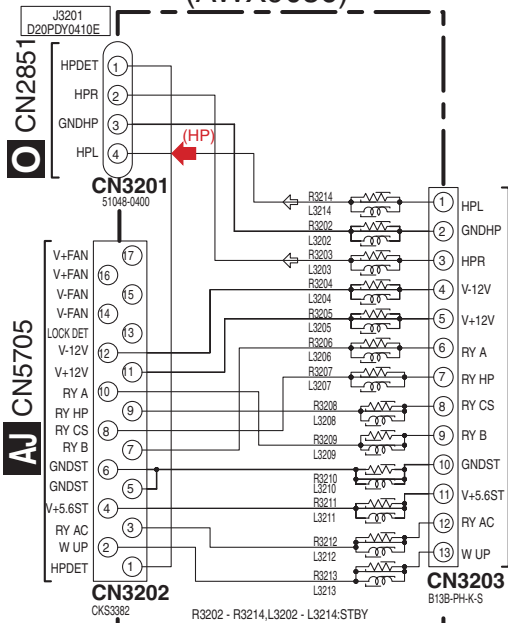 (AWX9088)
J3201
D20PDY0410E
O CN2851
HPDET 1
HPR 2
GNDHP 3
HPL 4
(HP)
CN3201
51048-0400
AJ CN5705
V+FAN 17
V+FAN 16
V-FAN 15
V-FAN 14
LOCK DET 13
V-12V 12
V+12V 11
RY A 10
RY HP 9
RY CS 8
RY B 7
GNDST 6
GNDST 5
V+5.6ST 4
RY AC 3
W UP 2
HPDET 1
CN3202
CKS3382
R3214
L3214
R3202
L3202
R3203
L3203
R3204
L3204
R3205
L3205
R3206
L3206
R3207
L3207
R3208
L3208
R3209
L3209
R3210
L3210
R3211
L3211
R3212
L3212
R3213
L3213
1 HPL
2 GNDHP
3 HPR
4 V-12V
5 V+12V
6 RY A
7 RY HP
8 RY CS
9 RY B
10 GNDST
11 V+5.6ST
12 RY AC
13 W UP
CN3203
B13B-PH-K-S
R3202 - R3214,L3202 - L3214:STBY